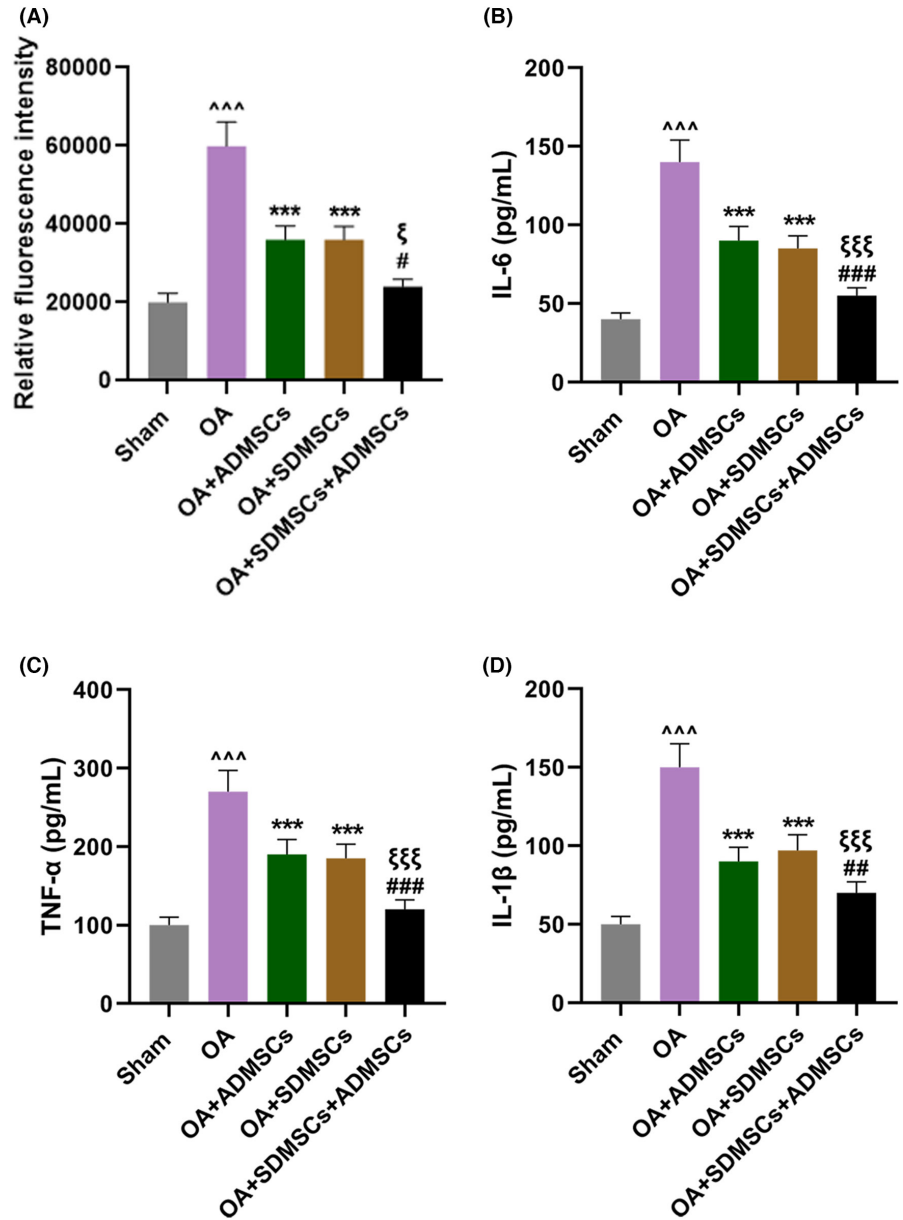 (A)
Relative fluorescence intensity
80000
60000
40000
20000
0
^^^
***
***
ξ
#
Sham
OA
OA+ADMSCs
OA+SDMSCs
OA+SDMSCs+ADMSCs
(B)
IL-6 (pg/mL)
200
150
100
50
0
^^^
***
***
ξξξ
###
Sham
OA
OA+ADMSCs
OA+SDMSCs
OA+SDMSCs+ADMSCs
(C)
TNF-α (pg/mL)
400
300
200
100
0
^^^
***
***
ξξξ
###
Sham
OA
OA+ADMSCs
OA+SDMSCs
OA+SDMSCs+ADMSCs
(D)
IL-1β (pg/mL)
200
150
100
50
0
^^^
***
***
ξξξ
##
Sham
OA
OA+ADMSCs
OA+SDMSCs
OA+SDMSCs+ADMSCs